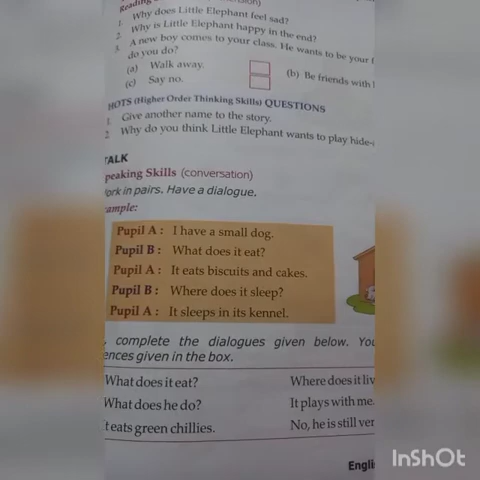 Reading
1. Why does Little Elephant feel sad?
2. Why is Little Elephant happy in the end?
3. A new boy comes to your class. He wants to be your f
do you do?
(a) Walk away.
(b) Be friends with
(c) Say no.
HOTS (Higher Order Thinking Skills) QUESTIONS
1. Give another name to the story.
2 Why do you think Little Elephant wants to play hide-
TALK
peaking Skills (conversation)
ork in pairs. Have a dialogue.
ample:
Pupil A : I have a small dog.
Pupil B : What does it eat?
Pupil A : It eats biscuits and cakes.
Pupil B : Where does it sleep?
Pupil A : It sleeps in its kennel.
, complete the dialogues given below. You
ences given in the box.
What does it eat? Where does it liv
What does he do? It plays with me.
t eats green chillies. No, he is still ver
Engli
InShOt